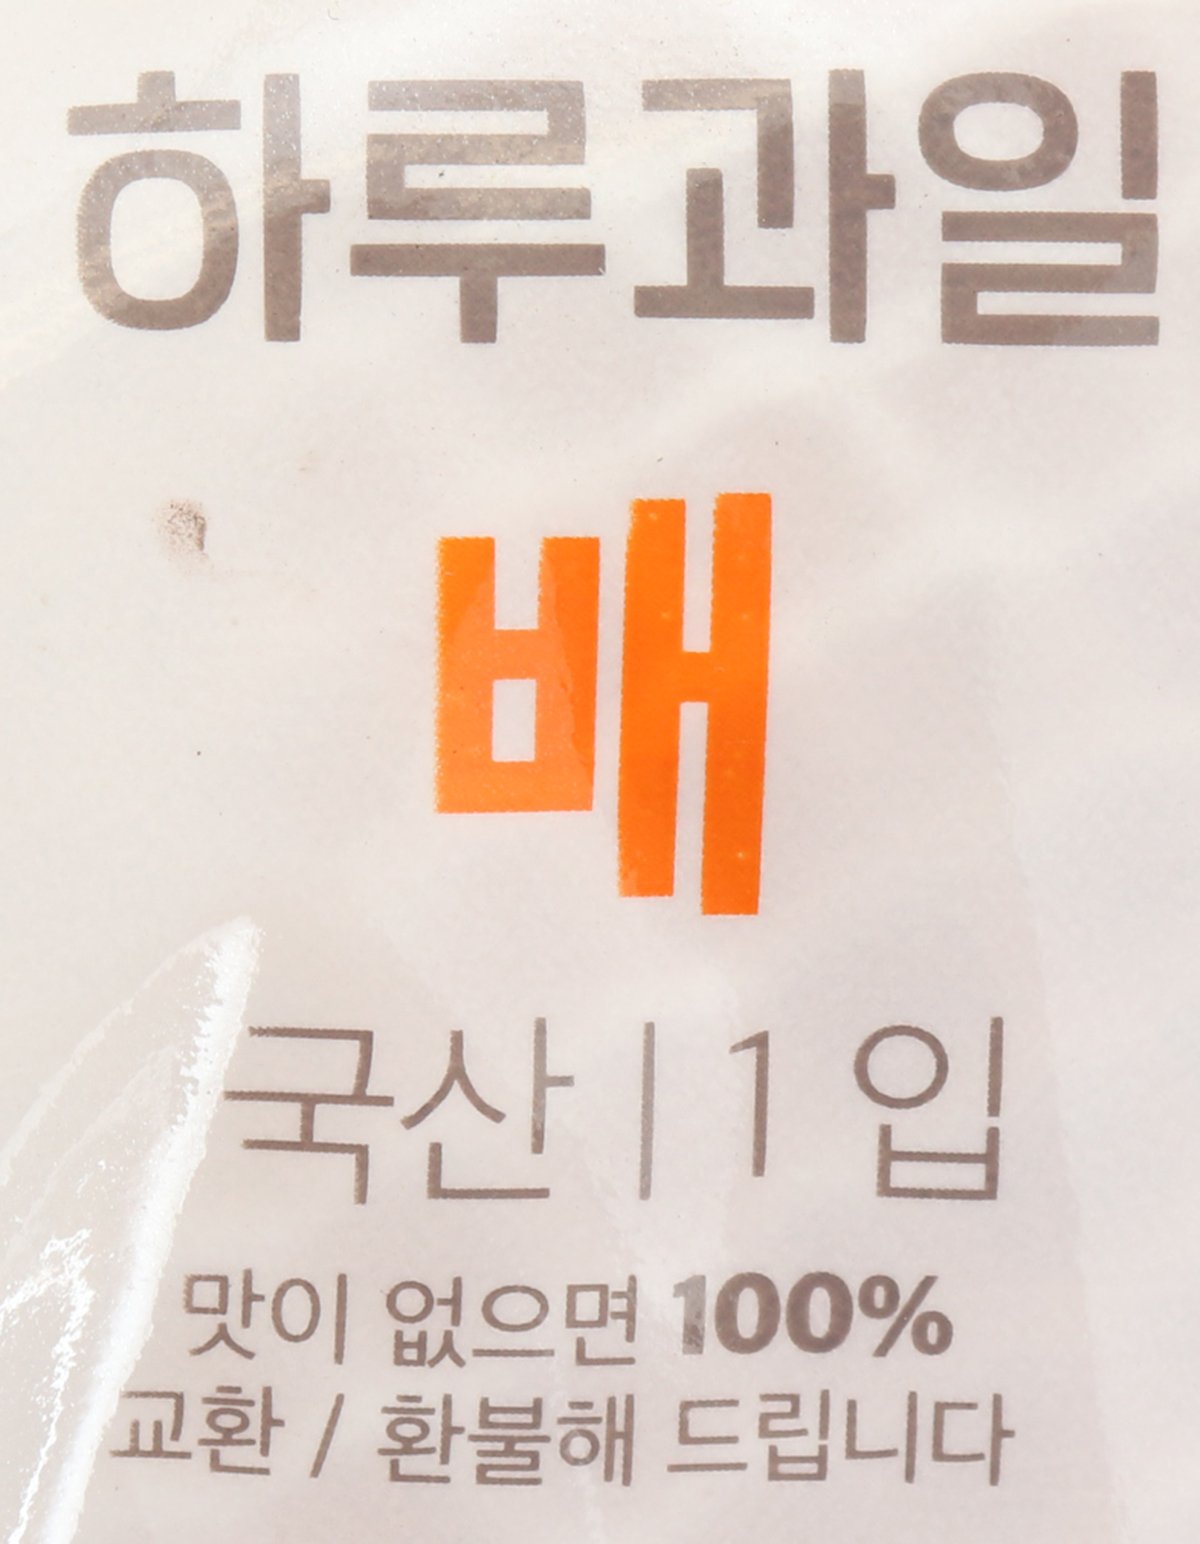 하루과일
배
국산 | 1 입
맛이 없으면 100%
교환 / 환불해 드립니다